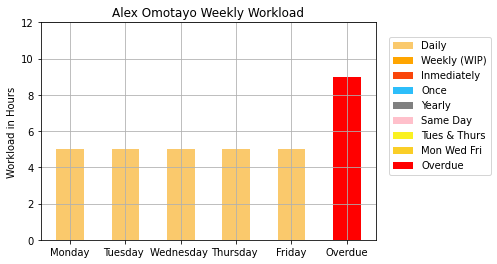 Alex Omotayo Weekly Workload
Workload in Hours
12
10
8
6
4
2
0
Monday Tuesday Wednesday Thursday Friday Overdue
Daily
Weekly (WIP)
Inmediately
Once
Yearly
Same Day
Tues & Thurs
Mon Wed Fri
Overdue